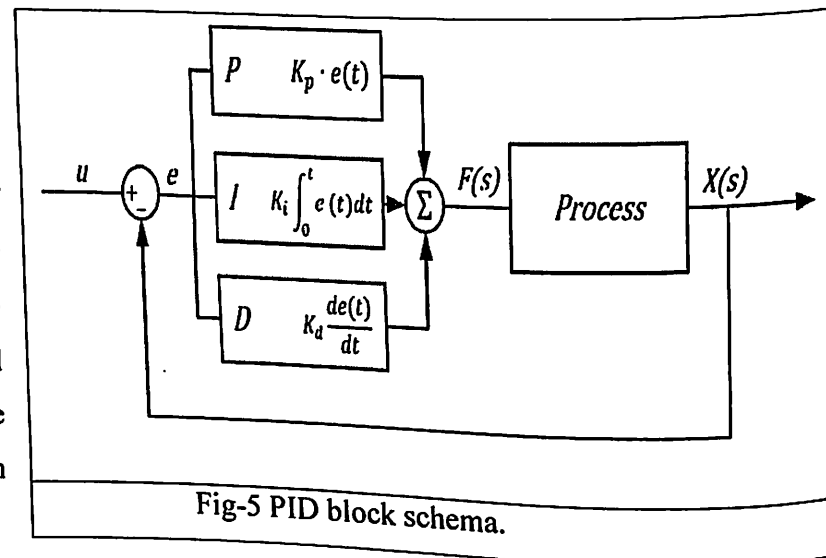 P K_p · e(t)
u + − e I K_i ∫_0^t e(t)dt Σ F(s) Process X(s)
D K_d de(t)/dt
Fig-5 PID block schema.